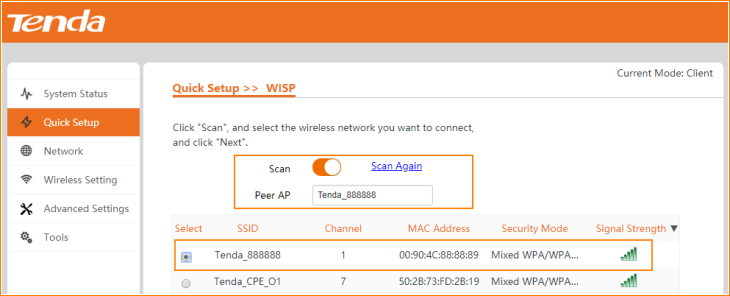 Tenda
Current Mode: Client
System Status
Quick Setup
Network
Wireless Setting
Advanced Settings
Tools
Quick Setup >> WISP
Click "Scan", and select the wireless network you want to connect,
and click "Next".
Scan Scan Again
Peer AP Tenda_888888
Select SSID Channel MAC Address Security Mode Signal Strength ▼
Tenda_888888 1 00:90:4C:88:88:89 Mixed WPA/WPA...
Tenda_CPE_O1 7 50:2B:73:FD:2B:19 Mixed WPA/WPA...